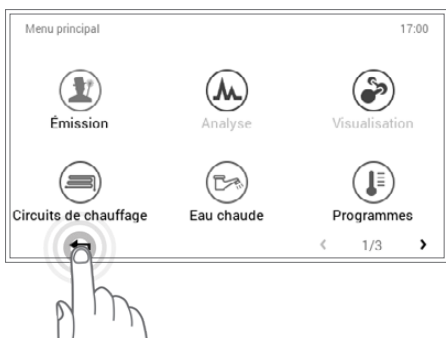 Menu principal 17:00
Émission Analyse Visualisation
Circuits de chauffage Eau chaude Programmes
1/3